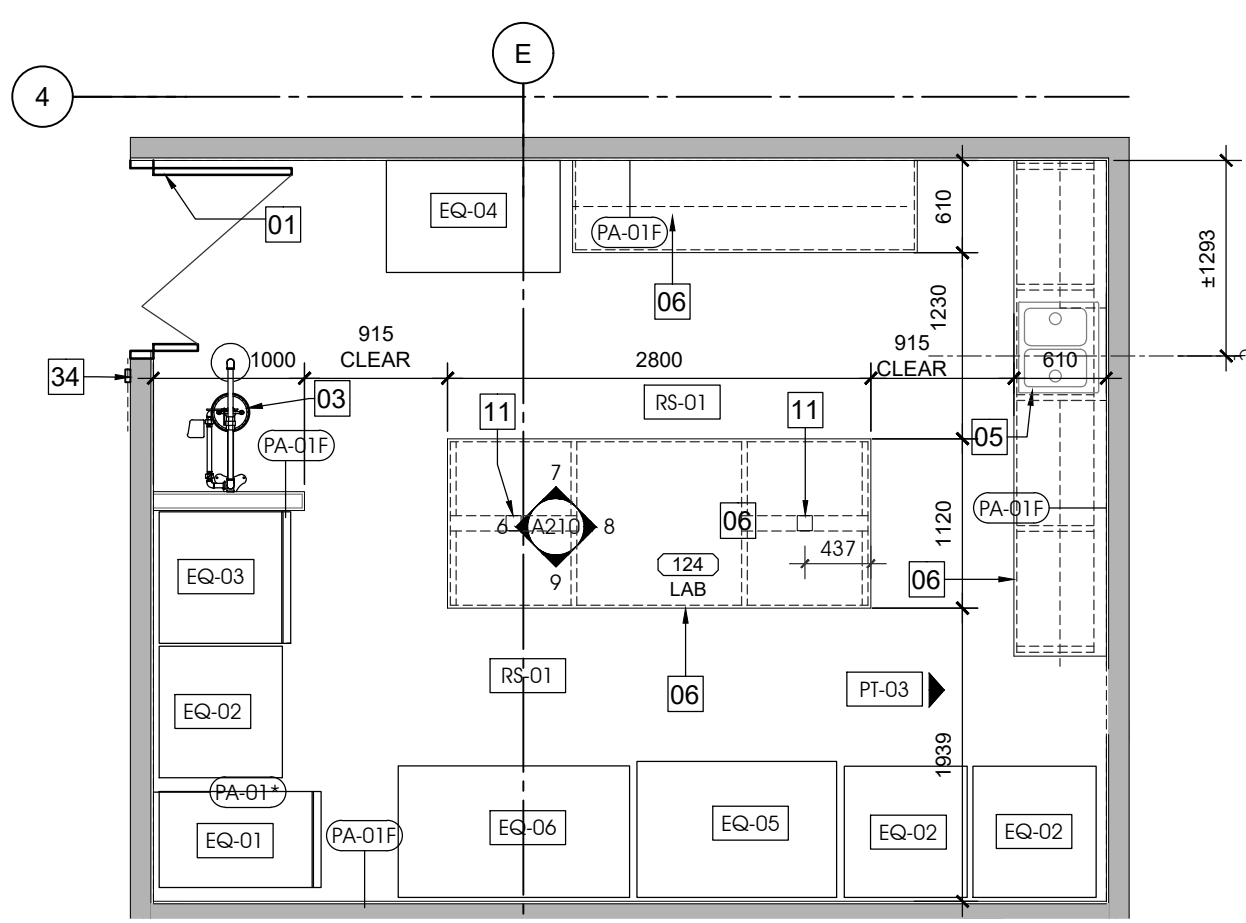 E
4
01
EQ-04
PA-01F
06
610
1230
±1293
34
1000
915
CLEAR
2800
915
CLEAR
610
03
RS-01
11
11
05
PA-01F
PA-01F
7
6
A210
8
9
06
437
1120
124
LAB
06
EQ-03
RS-01
06
PT-03
EQ-02
1939
PA-01*
EQ-01
PA-01F
EQ-06
EQ-05
EQ-02
EQ-02